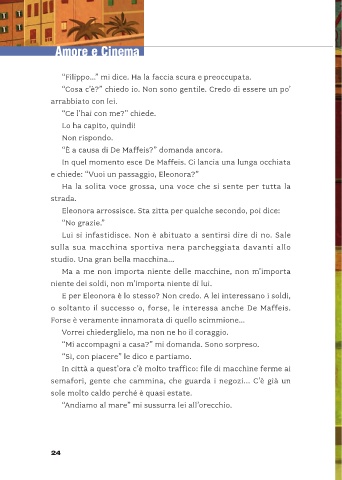 Amore e Cinema
“Filippo...” mi dice. Ha la faccia scura e preoccupata.
“Cosa c’è?” chiedo io. Non sono gentile. Credo di essere un po’
arrabbiato con lei.
“Ce l’hai con me?” chiede.
Lo ha capito, quindi!
Non rispondo.
“È a causa di De Maffeis?” domanda ancora.
In quel momento esce De Maffeis. Ci lancia una lunga occhiata
e chiede: “Vuoi un passaggio, Eleonora?”
Ha la solita voce grossa, una voce che si sente per tutta la
strada.
Eleonora arrossisce. Sta zitta per qualche secondo, poi dice:
“No grazie.”
Lui si infastidisce. Non è abituato a sentirsi dire di no. Sale
sulla sua macchina sportiva nera parcheggiata davanti allo
studio. Una gran bella macchina...
Ma a me non importa niente delle macchine, non m’importa
niente dei soldi, non m’importa niente di lui.
E per Eleonora è lo stesso? Non credo. A lei interessano i soldi,
o soltanto il successo o, forse, le interessa anche De Maffeis.
Forse è veramente innamorata di quello scimmione...
Vorrei chiederglielo, ma non ne ho il coraggio.
“Mi accompagni a casa?” mi domanda. Sono sorpreso.
“Sì, con piacere” le dico e partiamo.
In città a quest’ora c’è molto traffico: file di macchine ferme ai
semafori, gente che cammina, che guarda i negozi... C’è già un
sole molto caldo perché è quasi estate.
“Andiamo al mare” mi sussurra lei all’orecchio.
24